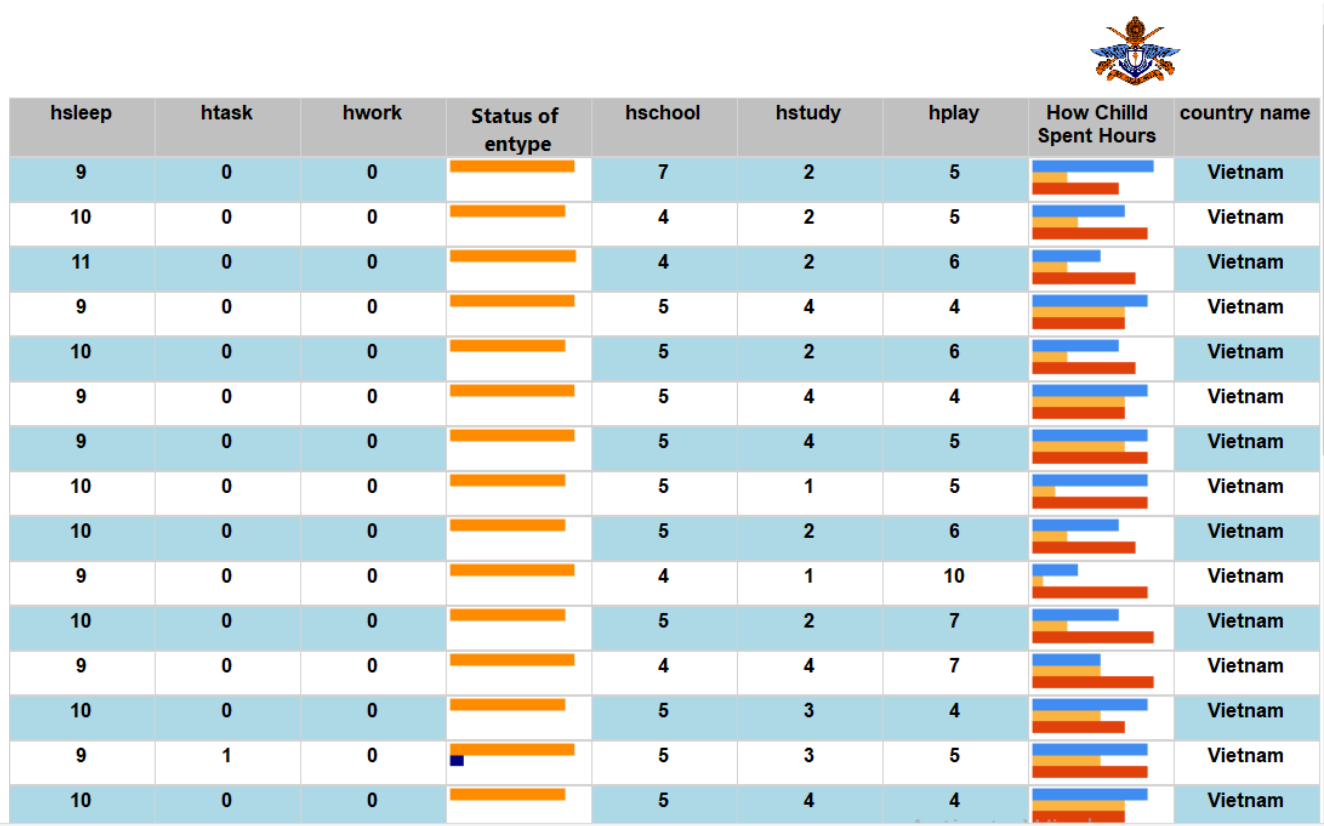 hsleep htask hwork Status of entype hschool hstudy hplay How Chilld Spent Hours country name
9 0 0 7 2 5 Vietnam
10 0 0 4 2 5 Vietnam
11 0 0 4 2 6 Vietnam
9 0 0 5 4 4 Vietnam
10 0 0 5 2 6 Vietnam
9 0 0 5 4 4 Vietnam
9 0 0 5 4 5 Vietnam
10 0 0 5 1 5 Vietnam
10 0 0 5 2 6 Vietnam
9 0 0 4 1 10 Vietnam
10 0 0 5 2 7 Vietnam
9 0 0 4 4 7 Vietnam
10 0 0 5 3 4 Vietnam
9 1 0 5 3 5 Vietnam
10 0 0 5 4 4 Vietnam